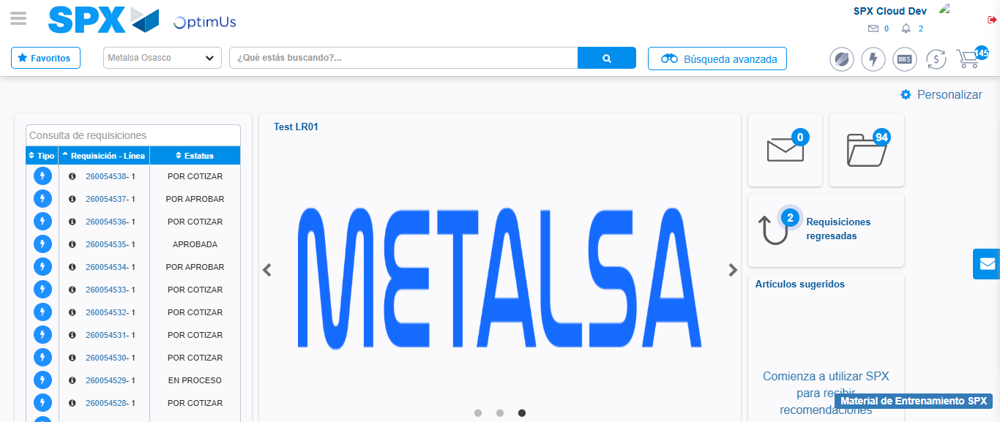 SPX OptimUs
SPX Cloud Dev
0 2
Favoritos
Metalsa Osasco
¿Qué estás buscando?...
Búsqueda avanzada
145
Personalizar
Consulta de requisiciones
Tipo Requisición - Línea Estatus
260054538- 1 POR COTIZAR
260054537- 1 POR APROBAR
260054536- 1 POR COTIZAR
260054535- 1 APROBADA
260054534- 1 POR APROBAR
260054533- 1 POR COTIZAR
260054532- 1 POR COTIZAR
260054531- 1 POR COTIZAR
260054530- 1 POR COTIZAR
260054529- 1 EN PROCESO
260054528- 1 POR COTIZAR
Test LR01
METALSA
0
94
2
Requisiciones
regresadas
Artículos sugeridos
Comienza a utilizar SPX
para recibir
recomendaciones
Material de Entrenamiento SPX